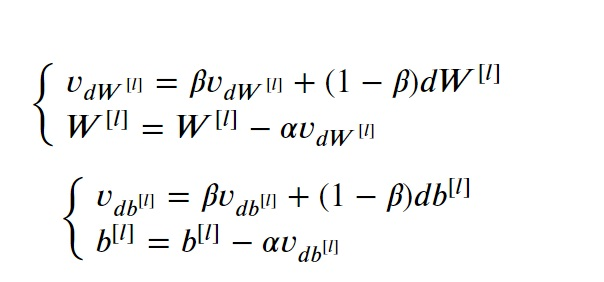 v_{dW^{[l]}} = βv_{dW^{[l]}} + (1 − β)dW^{[l]}
W^{[l]} = W^{[l]} − αv_{dW^{[l]}}
v_{db^{[l]}} = βv_{db^{[l]}} + (1 − β)db^{[l]}
b^{[l]} = b^{[l]} − αv_{db^{[l]}}